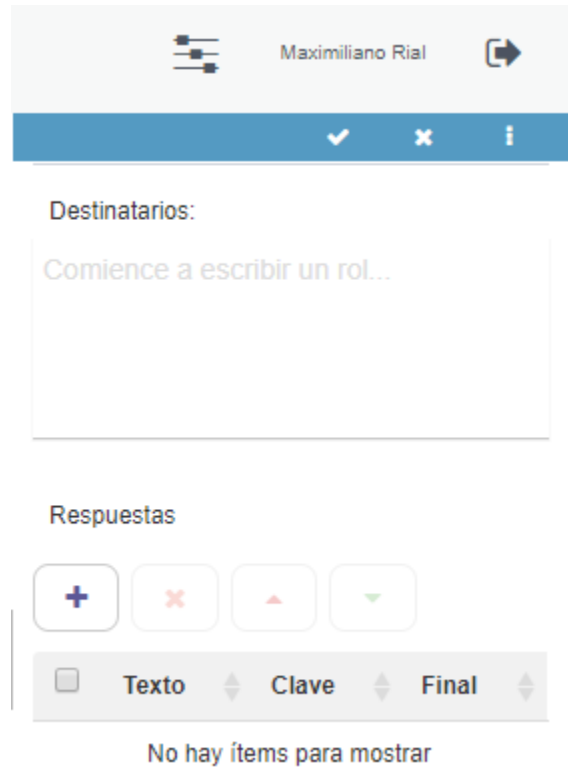 Maximiliano Rial
Destinatarios:
Comience a escribir un rol...
Respuestas
Texto Clave Final
No hay ítems para mostrar